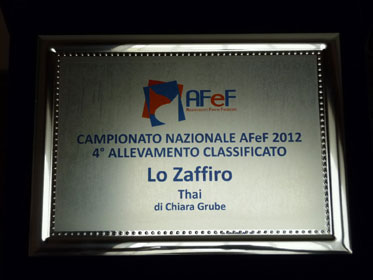 AFeF
CAMPIONATO NAZIONALE AFeF 2012
4° ALLEVAMENTO CLASSIFICATO
Lo Zaffiro
Thai
di Chiara Grube